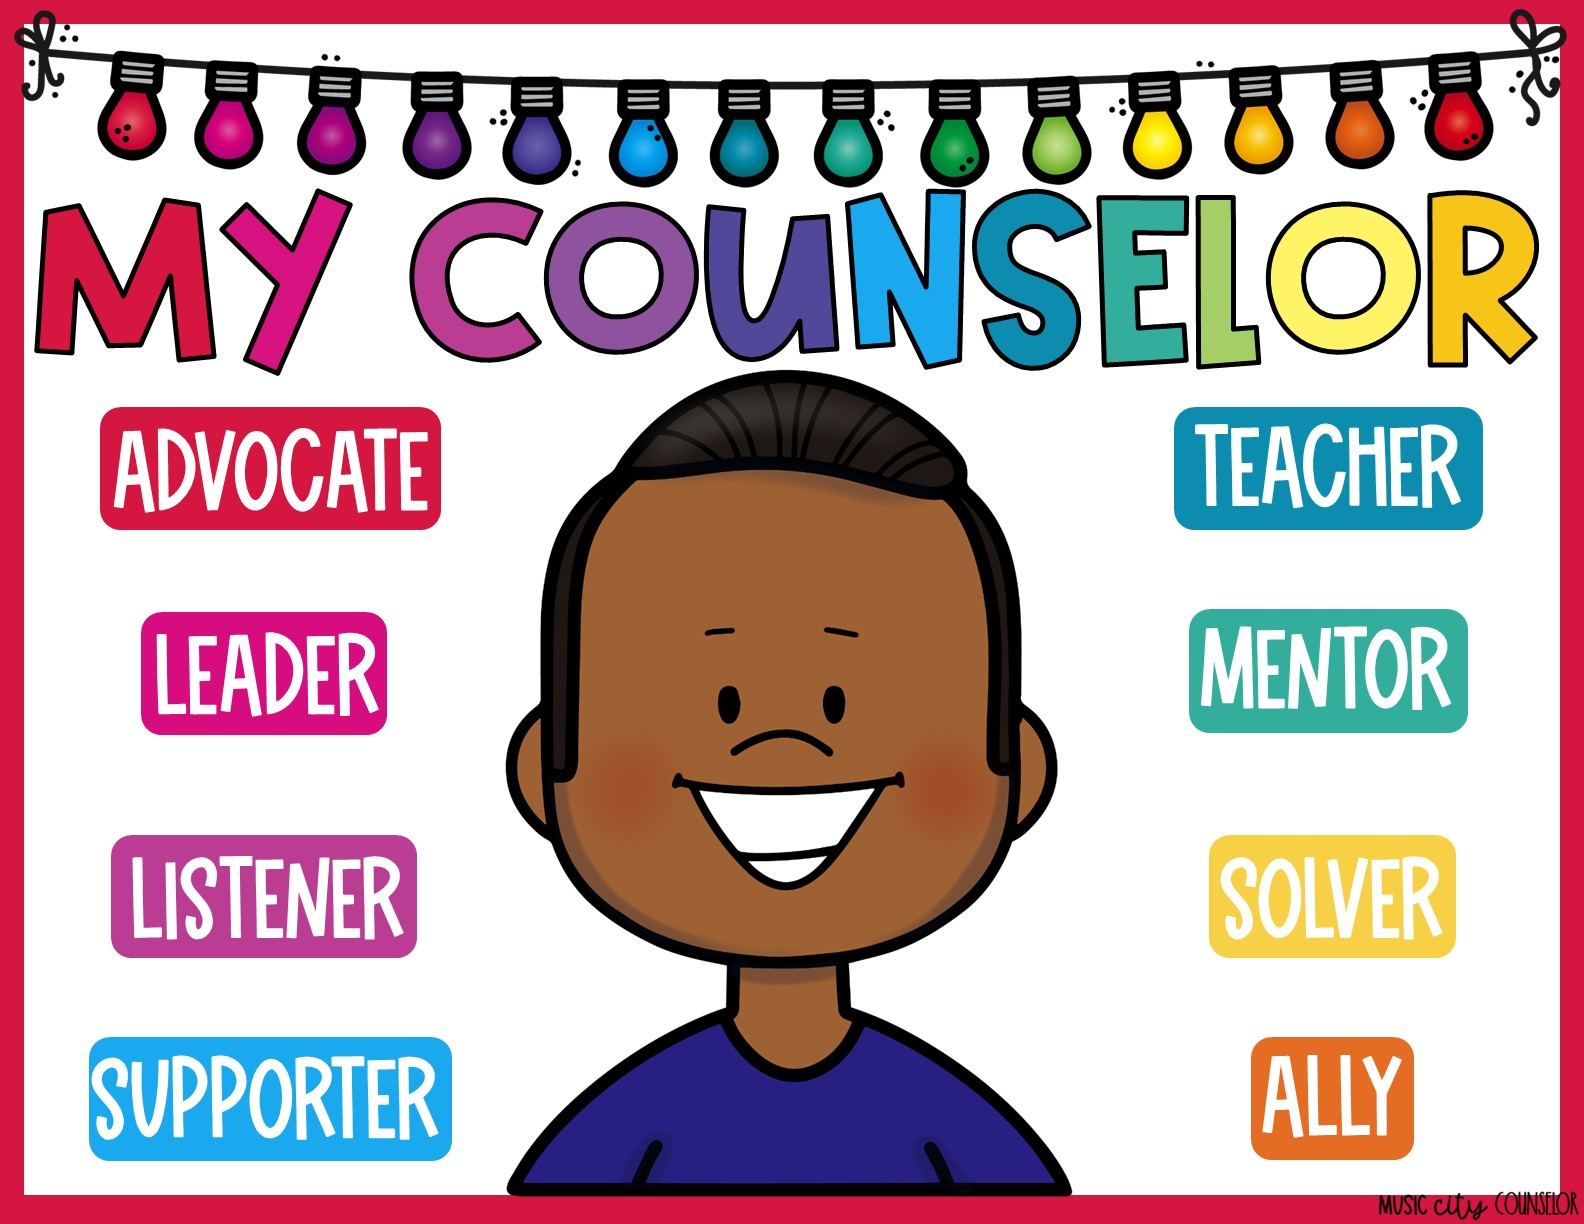 MY COUNSELOR
ADVOCATE
LEADER
LISTENER
SUPPORTER
TEACHER
MENTOR
SOLVER
ALLY
MUSIC city COUNSELOR